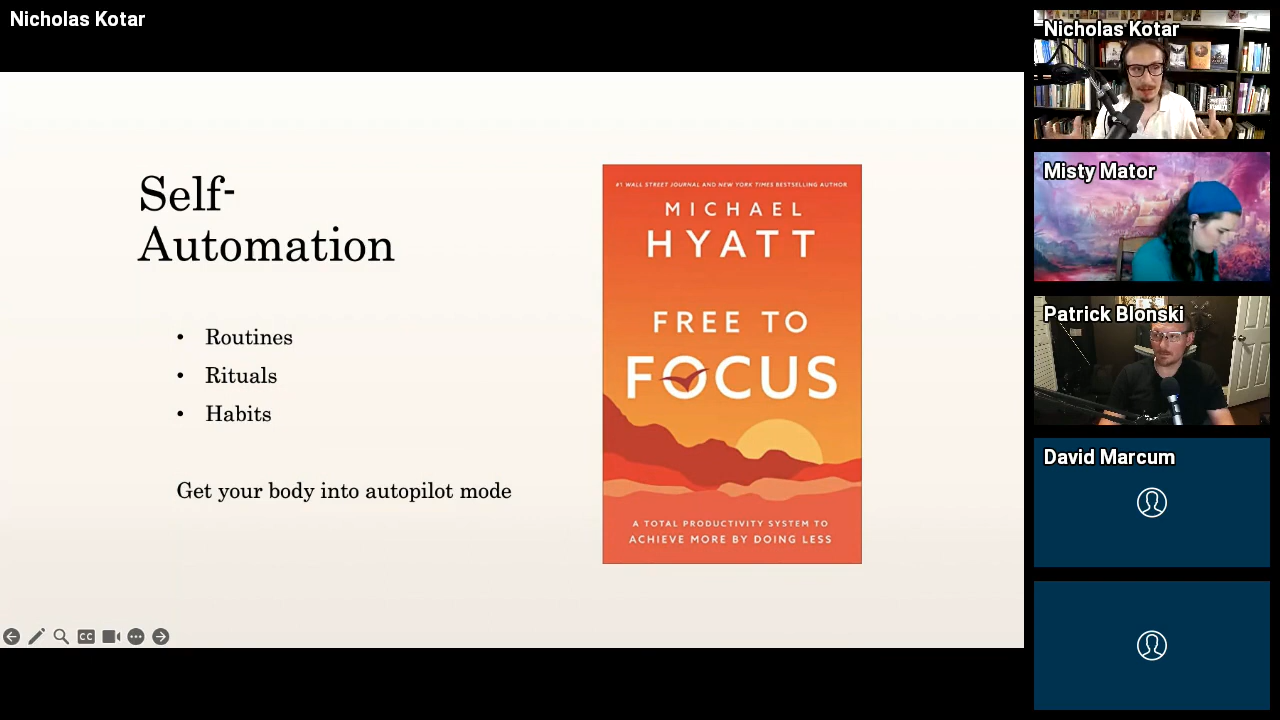 Nicholas Kotar
Self-
Automation
• Routines
• Rituals
• Habits
Get your body into autopilot mode
#1 WALL STREET JOURNAL AND NEW YORK TIMES BESTSELLING AUTHOR
MICHAEL
HYATT
FREE TO
FOCUS
A TOTAL PRODUCTIVITY SYSTEM TO
ACHIEVE MORE BY DOING LESS
CC
Nicholas Kotar
Misty Mator
Patrick Blonski
David Marcum